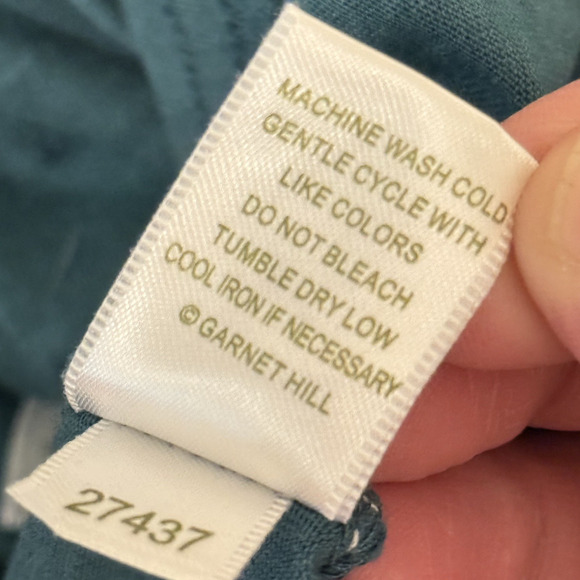 MACHINE WASH COLD
GENTLE CYCLE WITH
LIKE COLORS
DO NOT BLEACH
TUMBLE DRY LOW
COOL IRON IF NECESSARY
©GARNET HILL
27437